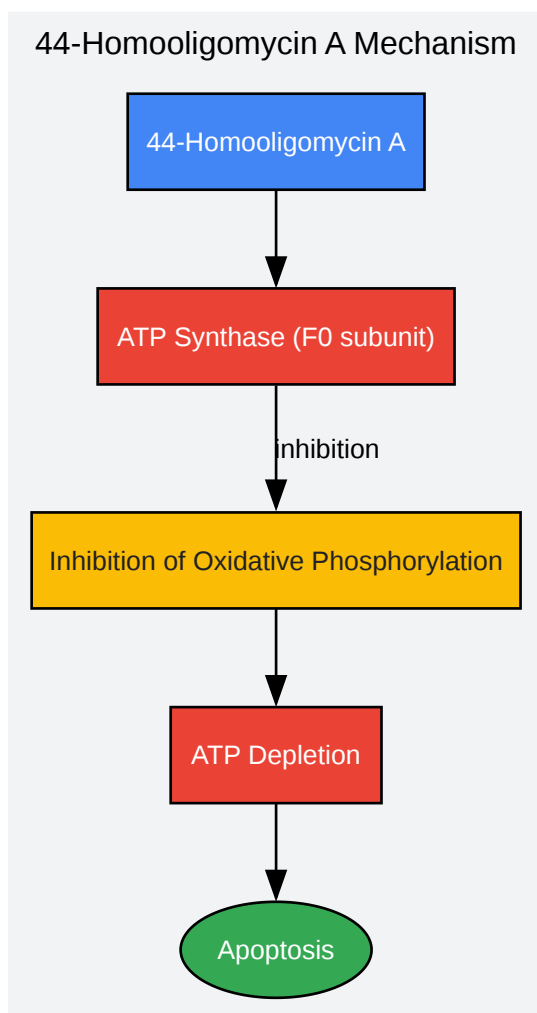 44-Homooligomycin A Mechanism
44-Homooligomycin A
ATP Synthase (F0 subunit)
inhibition
Inhibition of Oxidative Phosphorylation
ATP Depletion
Apoptosis